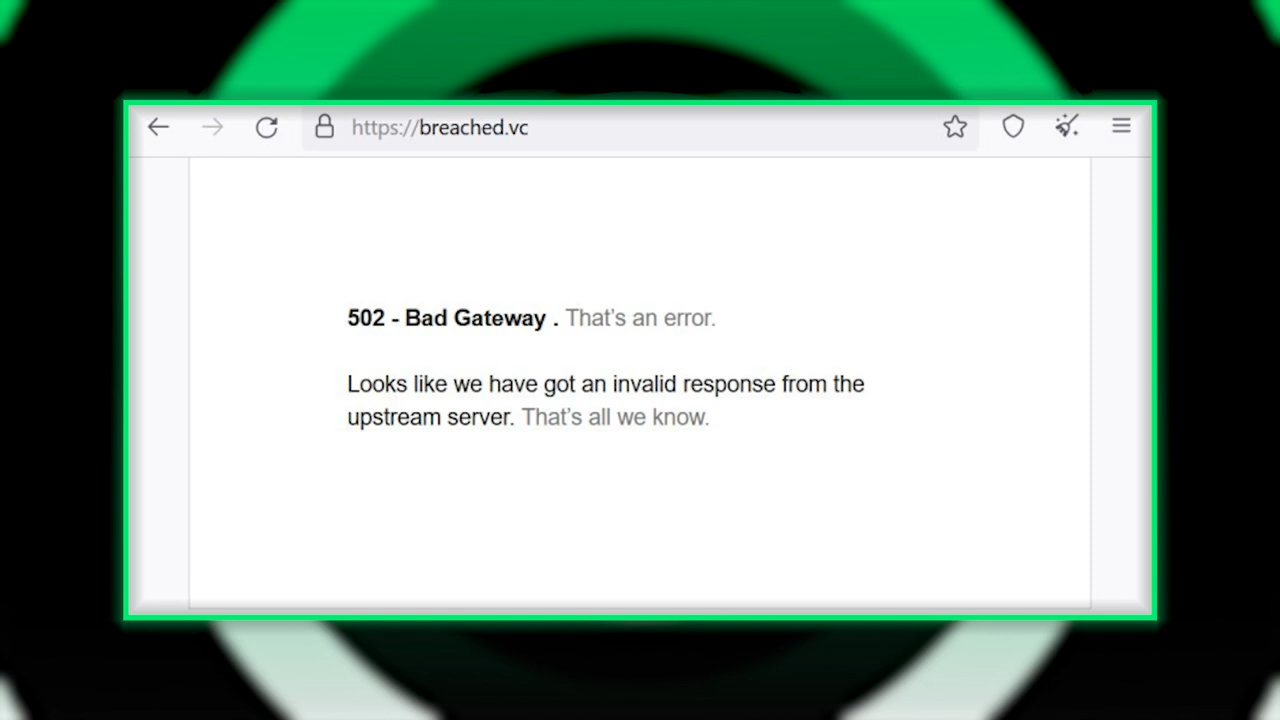 https://breached.vc
502 - Bad Gateway . That’s an error.
Looks like we have got an invalid response from the
upstream server. That’s all we know.